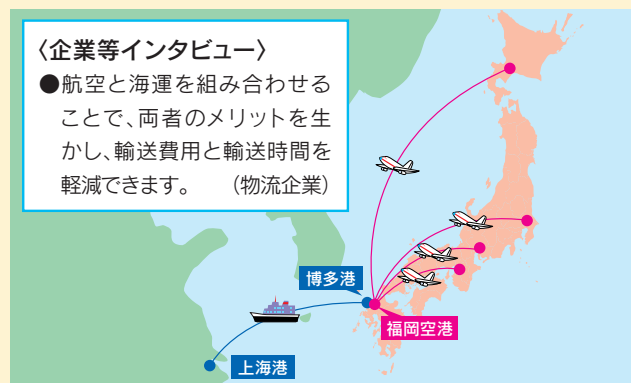 〈企業等インタビュー〉
●航空と海運を組み合わせる
ことで、両者のメリットを生
かし、輸送費用と輸送時間を
軽減できます。 (物流企業)
博多港
福岡空港
上海港